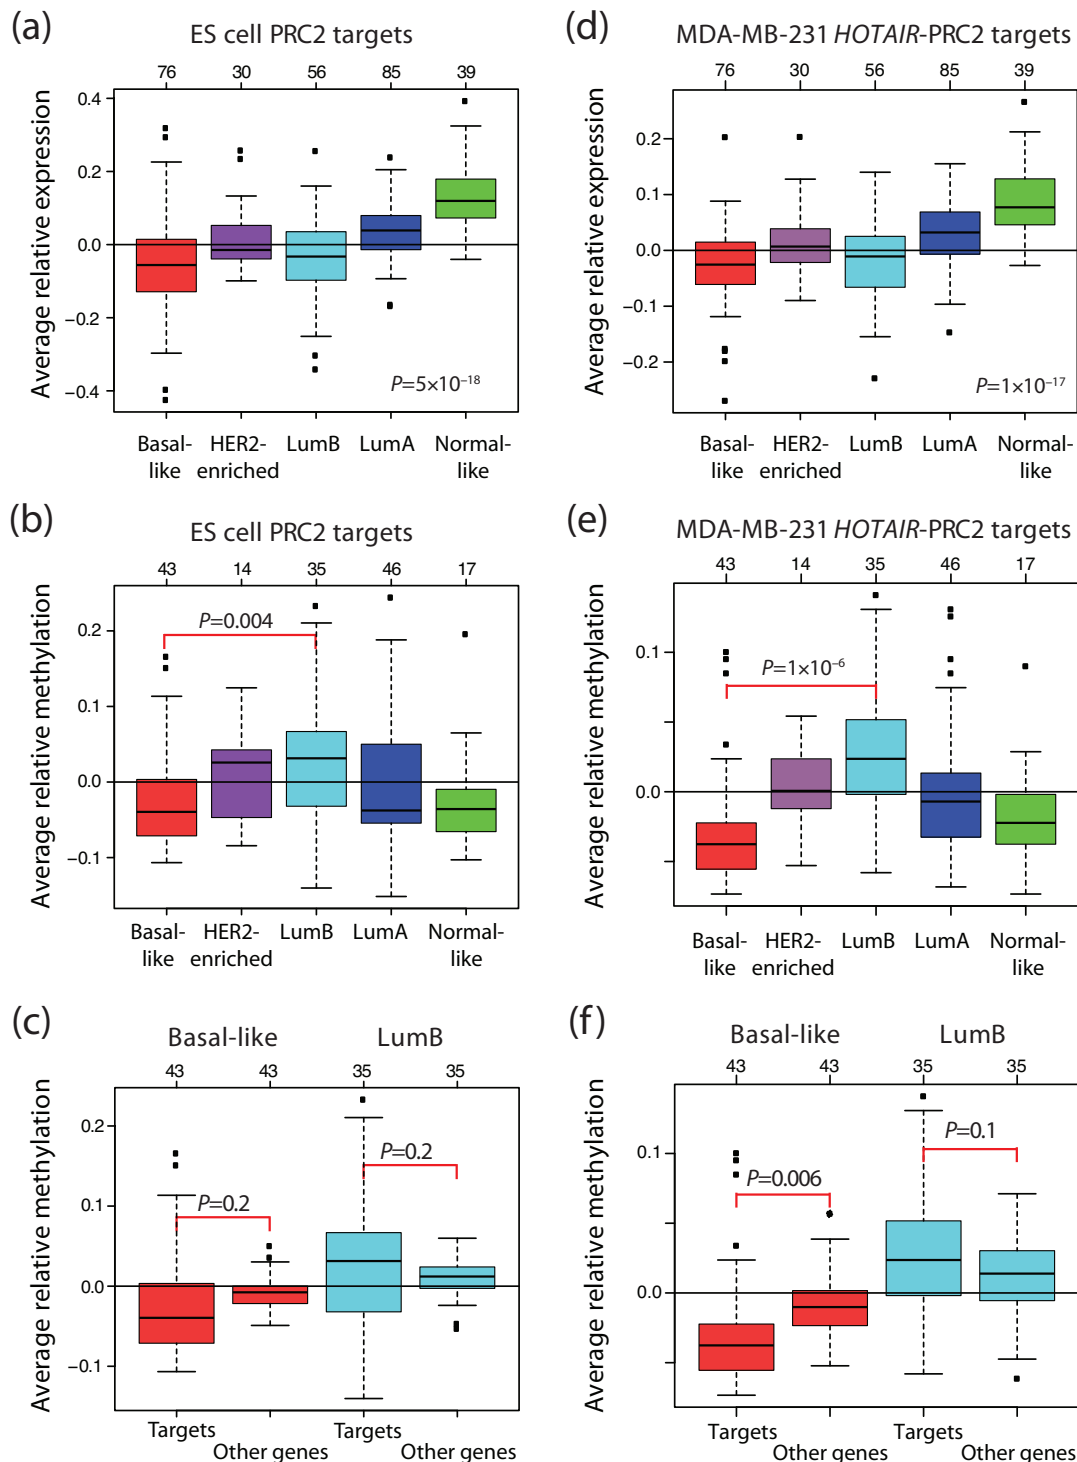 (a)
ES cell PRC2 targets
76 30 56 85 39
Average relative expression
0.4
0.2
0.0
−0.2
−0.4
P=5×10⁻¹⁸
Basal-like HER2-enriched LumB LumA Normal-like
(d)
MDA-MB-231 HOTAIR-PRC2 targets
76 30 56 85 39
Average relative expression
0.2
0.1
0.0
−0.1
−0.2
P=1×10⁻¹⁷
Basal-like HER2-enriched LumB LumA Normal-like
(b)
ES cell PRC2 targets
43 14 35 46 17
Average relative methylation
0.2
0.1
0.0
−0.1
P=0.004
Basal-like HER2-enriched LumB LumA Normal-like
(e)
MDA-MB-231 HOTAIR-PRC2 targets
43 14 35 46 17
Average relative methylation
0.1
0.0
P=1×10⁻⁶
Basal-like HER2-enriched LumB LumA Normal-like
(c)
Basal-like LumB
43 43 35 35
Average relative methylation
0.2
0.1
0.0
−0.1
P=0.2
P=0.2
Targets Other genes Targets Other genes
(f)
Basal-like LumB
43 43 35 35
Average relative methylation
0.1
0.0
P=0.006
P=0.1
Targets Other genes Targets Other genes